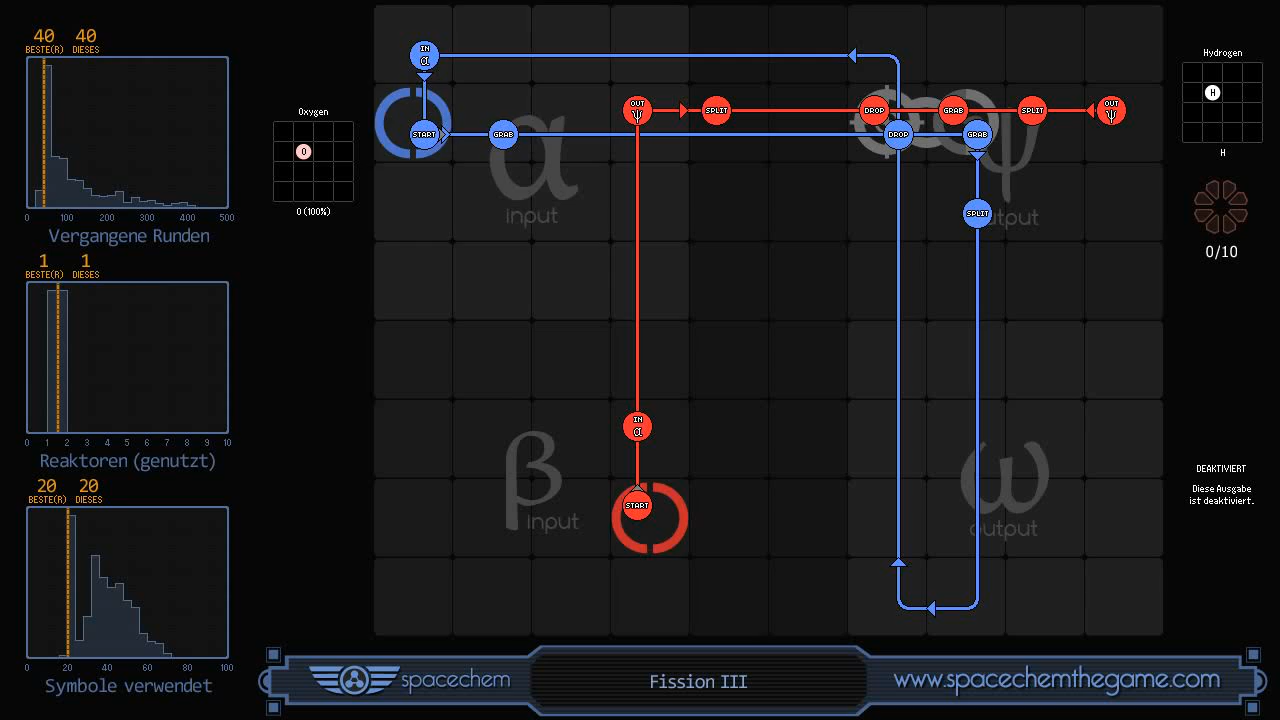 40 40
BESTE(R) DIESES
0 100 200 300 400 500
Vergangene Runden
1 1
BESTE(R) DIESES
0 1 2 3 4 5 6 7 8 9 10
Reaktoren (genutzt)
20 20
BESTE(R) DIESES
0 20 40 60 80 100
Symbole verwendet
Oxygen
O
O (100%)
IN
α
START
GRAB
α
input
OUT
ψ
SPLIT
DROP
GRAB
SPLIT
OUT
ψ
DROP
GRAB
SPLIT
ψ
output
IN
α
START
β
input
ω
output
Hydrogen
H
H
0/10
DEAKTIVIERT
Diese Ausgabe
ist deaktiviert.
spacechem
Fission III
www.spacechemthegame.com